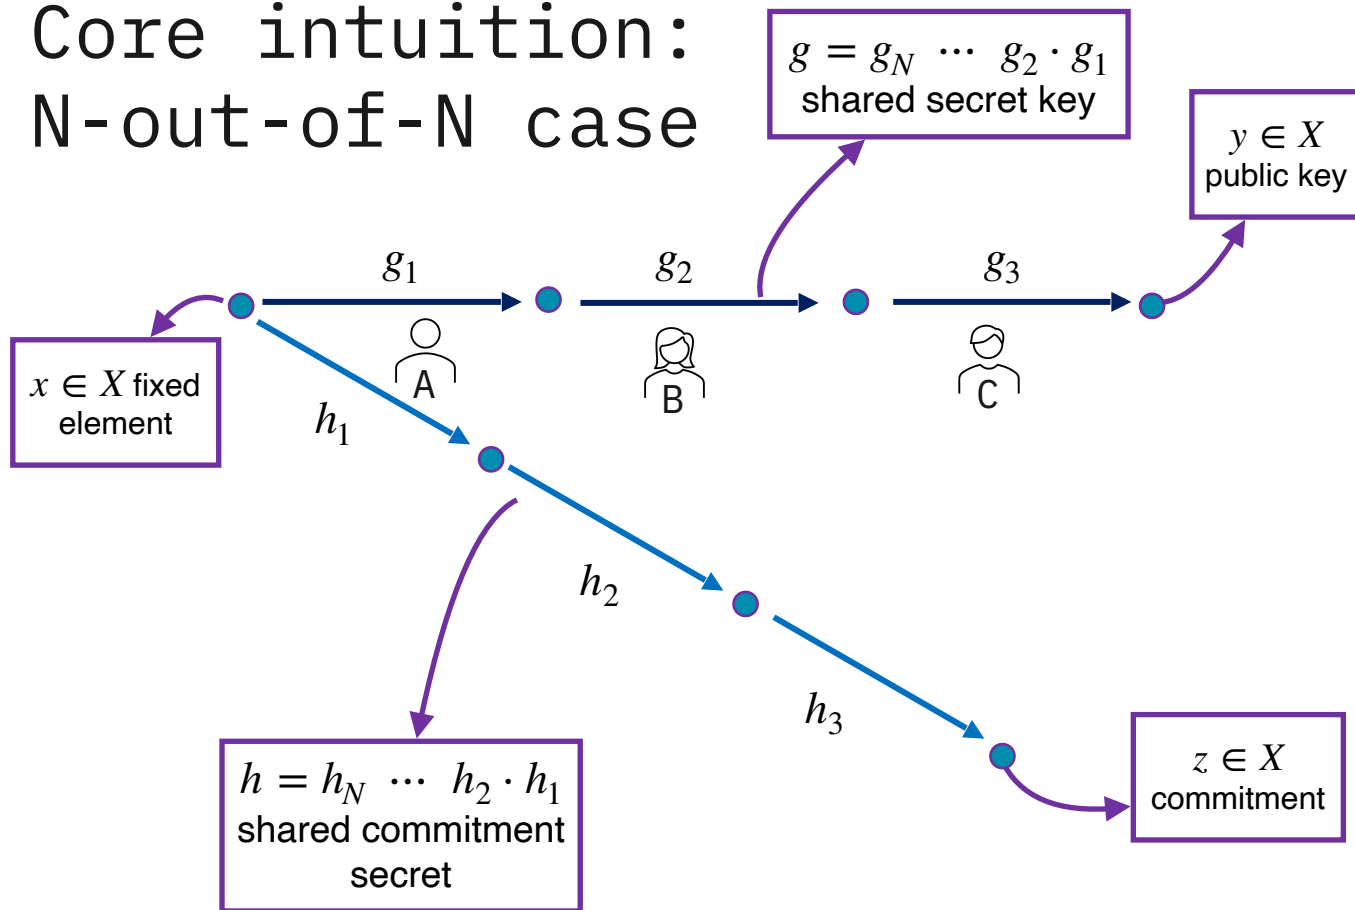 Core intuition:
N-out-of-N case
g = g_N ⋯ g_2 · g_1
shared secret key
y ∈ X
public key
g_1
g_2
g_3
A
B
C
x ∈ X fixed
element
h_1
h_2
h_3
h = h_N ⋯ h_2 · h_1
shared commitment
secret
z ∈ X
commitment